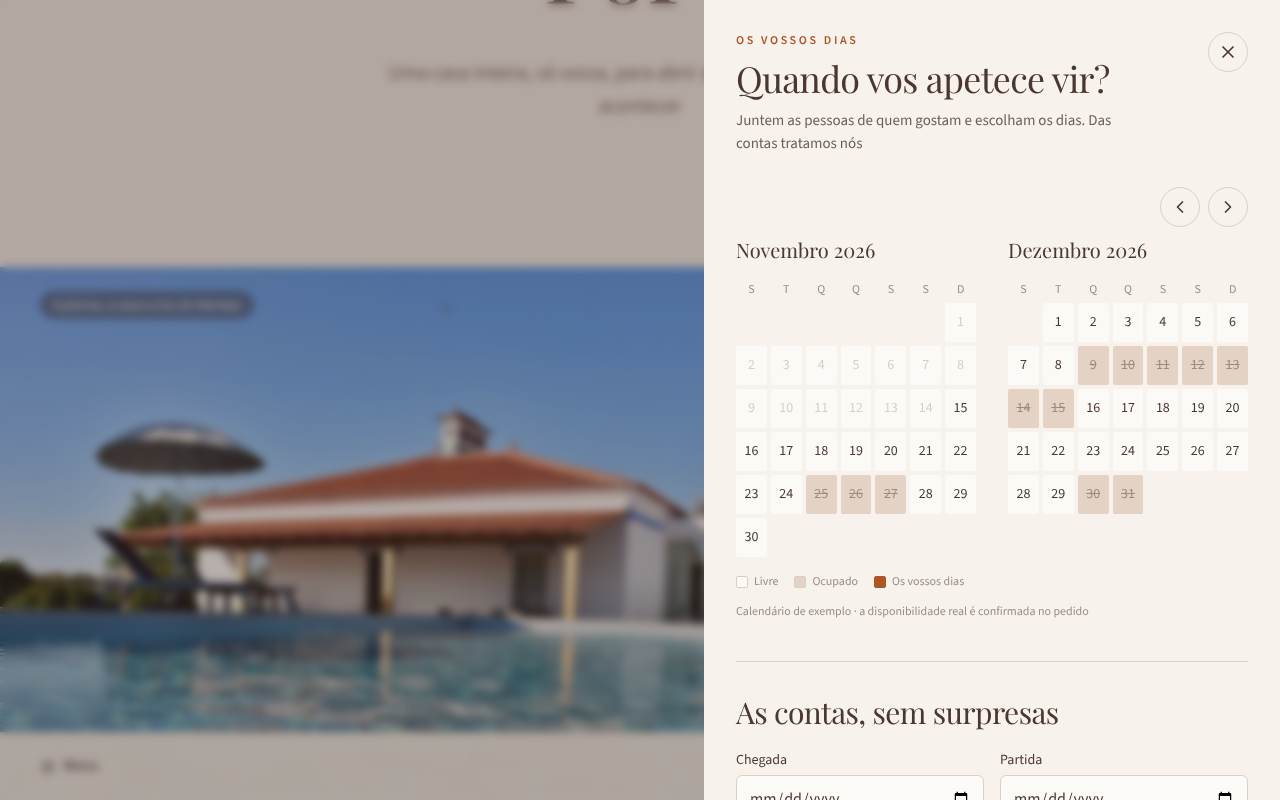 OS VOSSOS DIAS
Quando vos apetece vir?
Juntem as pessoas de quem gostam e escolham os dias. Das
contas tratamos nós
Novembro 2026
S T Q Q S S D
1
2 3 4 5 6 7 8
9 10 11 12 13 14 15
16 17 18 19 20 21 22
23 24 25 26 27 28 29
30
Dezembro 2026
S T Q Q S S D
1 2 3 4 5 6
7 8 9 10 11 12 13
14 15 16 17 18 19 20
21 22 23 24 25 26 27
28 29 30 31
Livre Ocupado Os vossos dias
Calendário de exemplo · a disponibilidade real é confirmada no pedido
As contas, sem surpresas
Chegada Partida
mm/dd/yyyy mm/dd/yyyy